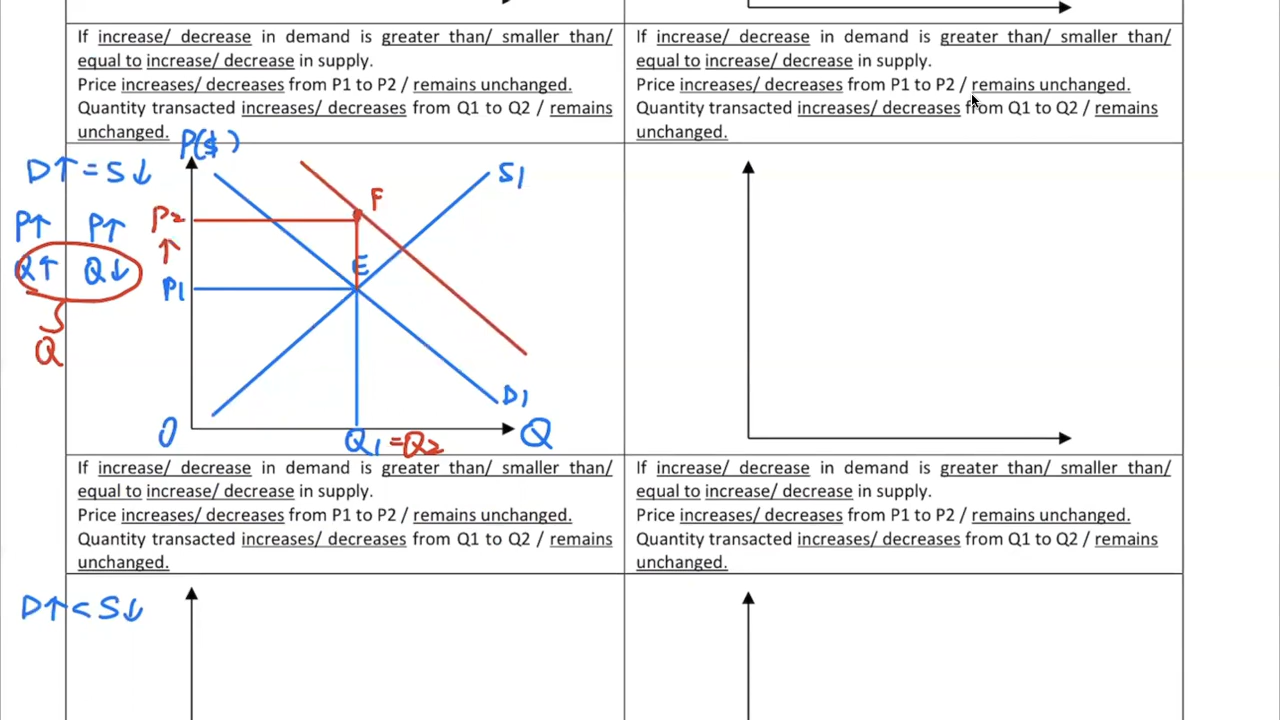 If increase/ decrease in demand is greater than/ smaller than/
equal to increase/ decrease in supply.
Price increases/ decreases from P1 to P2 / remains unchanged.
Quantity transacted increases/ decreases from Q1 to Q2 / remains
unchanged.
If increase/ decrease in demand is greater than/ smaller than/
equal to increase/ decrease in supply.
Price increases/ decreases from P1 to P2 / remains unchanged.
Quantity transacted increases/ decreases from Q1 to Q2 / remains
unchanged.
P($)
D↑ = S↓
S1
P↑ P↑
P2
F
↑
Q↑ Q↓
E
P1
Q
D1
O
Q1 =Q2
Q
If increase/ decrease in demand is greater than/ smaller than/
equal to increase/ decrease in supply.
Price increases/ decreases from P1 to P2 / remains unchanged.
Quantity transacted increases/ decreases from Q1 to Q2 / remains
unchanged.
If increase/ decrease in demand is greater than/ smaller than/
equal to increase/ decrease in supply.
Price increases/ decreases from P1 to P2 / remains unchanged.
Quantity transacted increases/ decreases from Q1 to Q2 / remains
unchanged.
D↑ < S↓